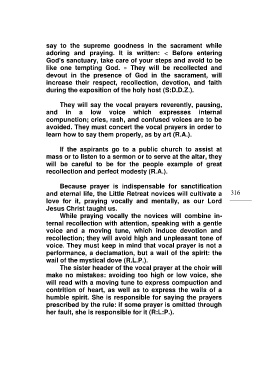 say to the supreme goodness in the sacrament while
adoring and praying. It is written: < Before entering
God's sanctuary, take care of your steps and avoid to be
like one tempting God. » They will be recollected and
devout in the presence of God in the sacrament, will
increase their respect, recollection, devotion, and faith
during the exposition of the holy host (S:D.D.Z.).
They will say the vocal prayers reverently, pausing,
and in a low voice which expresses internal
compunction; cries, rash, and confused voices are to be
avoided. They must concert the vocal prayers in order to
learn how to say them properly, as by art (R.A.).
If the aspirants go to a public church to assist at
mass or to listen to a sermon or to serve at the altar, they
will be careful to be for the people example of great
recollection and perfect modesty (R.A.).
Because prayer is indispensable for sanctification
and eternal life, the Little Retreat novices will cultivate a
love for it, praying vocally and mentally, as our Lord
Jesus Christ taught us.
316
While praying vocally the novices will combine in-
ternal recollection with attention, speaking with a gentle
voice and a moving tune, which induce devotion and
recollection; they will avoid high and unpleasant tone of
voice. They must keep in mind that vocal prayer is not a
performance, a declamation, but a wail of the spirit: the
wail of the mystical dove (R.L.P.).
The sister header of the vocal prayer at the choir will
make no mistakes: avoiding too high or low voice, she
will read with a moving tune to express compuction and
contrition of heart, as well as to express the wails of a
humble spirit. She is responsible for saying the prayers
prescribed by the rule: if some prayer is omitted through
her fault, she is responsible for it (R:L:P.).